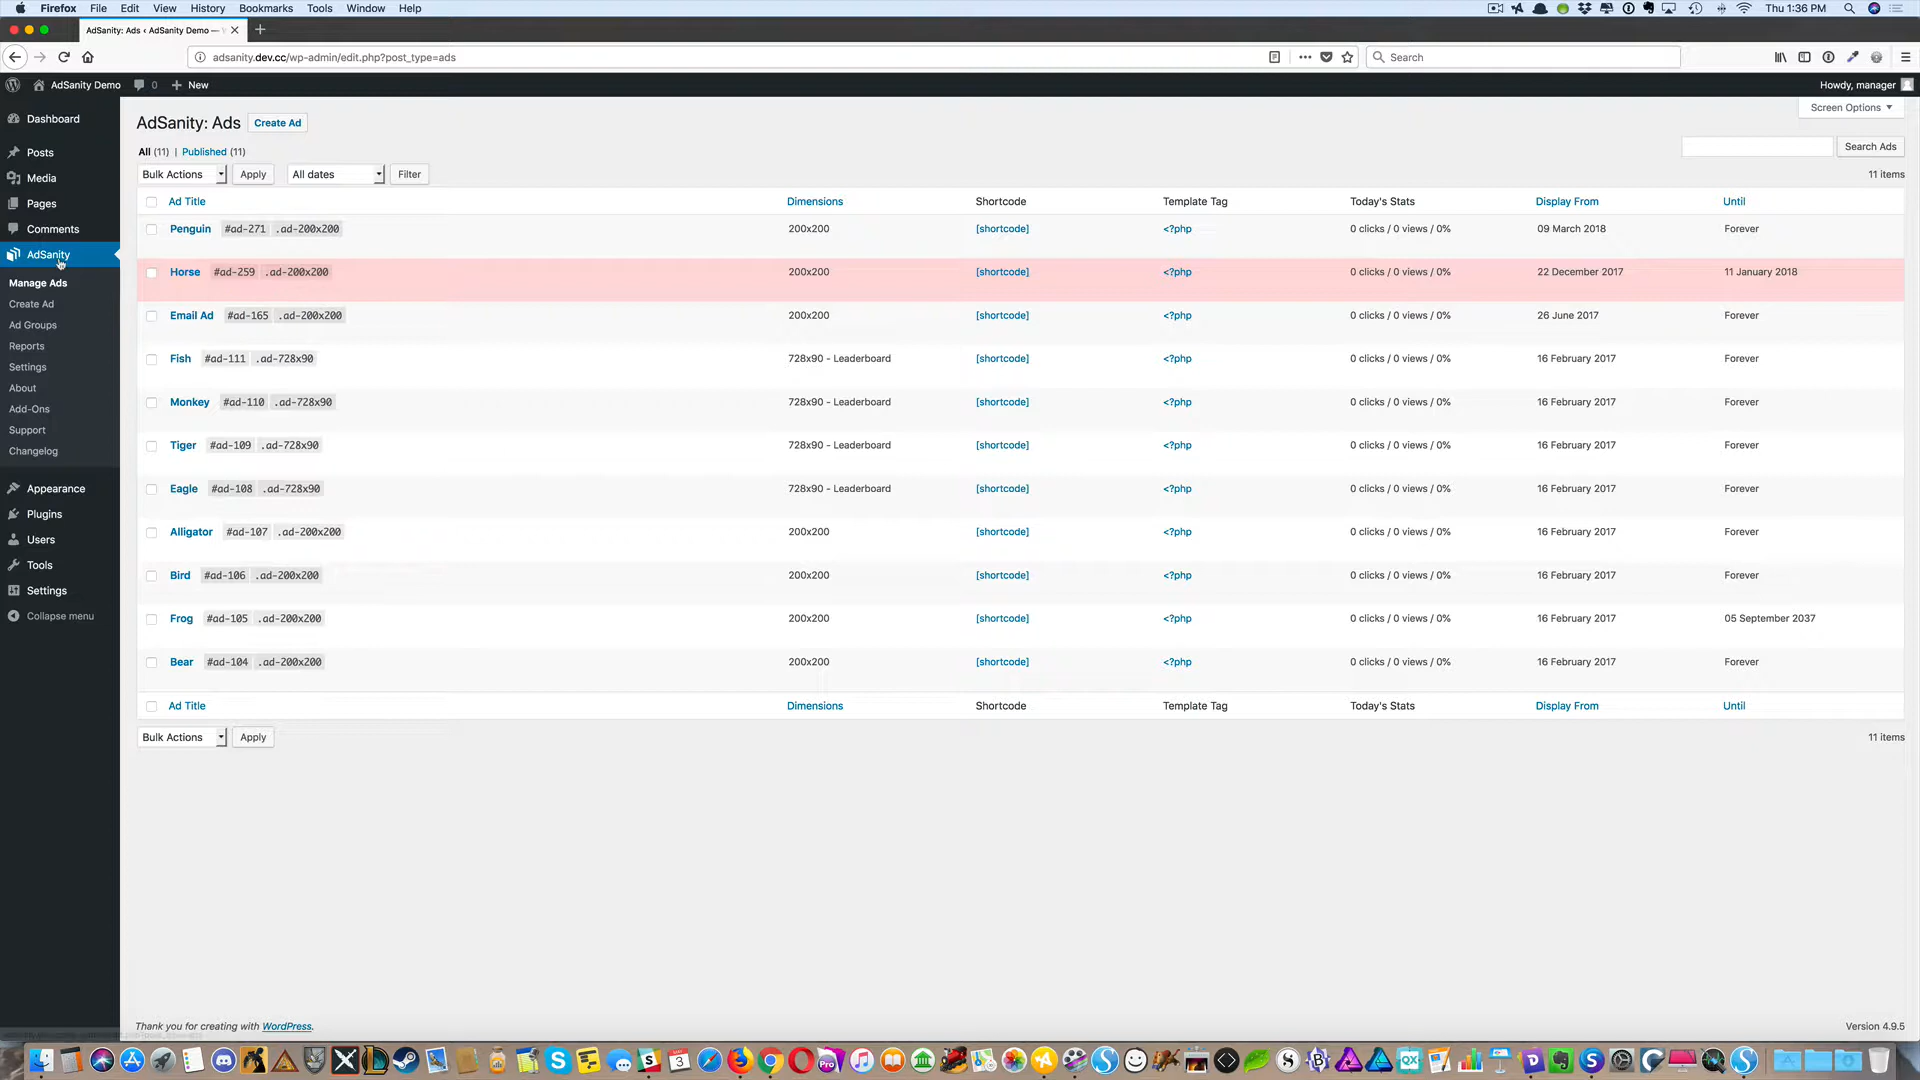 Firefox File Edit View History Bookmarks Tools Window Help Thu 1:36 PM
AdSanity: Ads ‹ AdSanity Demo —
adsanity.dev.cc/wp-admin/edit.php?post_type=ads Search
AdSanity Demo 0 New Howdy, manager
Screen Options
Dashboard
Posts
Media
Pages
Comments
AdSanity
Manage Ads
Create Ad
Ad Groups
Reports
Settings
About
Add-Ons
Support
Changelog
Appearance
Plugins
Users
Tools
Settings
Collapse menu
AdSanity: Ads Create Ad
All (11) | Published (11)
Search Ads
Bulk Actions Apply All dates Filter 11 items
Ad Title Dimensions Shortcode Template Tag Today's Stats Display From Until
Penguin #ad-271 .ad-200x200 200x200 [shortcode] <?php 0 clicks / 0 views / 0% 09 March 2018 Forever
Horse #ad-259 .ad-200x200 200x200 [shortcode] <?php 0 clicks / 0 views / 0% 22 December 2017 11 January 2018
Email Ad #ad-165 .ad-200x200 200x200 [shortcode] <?php 0 clicks / 0 views / 0% 26 June 2017 Forever
Fish #ad-111 .ad-728x90 728x90 - Leaderboard [shortcode] <?php 0 clicks / 0 views / 0% 16 February 2017 Forever
Monkey #ad-110 .ad-728x90 728x90 - Leaderboard [shortcode] <?php 0 clicks / 0 views / 0% 16 February 2017 Forever
Tiger #ad-109 .ad-728x90 728x90 - Leaderboard [shortcode] <?php 0 clicks / 0 views / 0% 16 February 2017 Forever
Eagle #ad-108 .ad-728x90 728x90 - Leaderboard [shortcode] <?php 0 clicks / 0 views / 0% 16 February 2017 Forever
Alligator #ad-107 .ad-200x200 200x200 [shortcode] <?php 0 clicks / 0 views / 0% 16 February 2017 Forever
Bird #ad-106 .ad-200x200 200x200 [shortcode] <?php 0 clicks / 0 views / 0% 16 February 2017 Forever
Frog #ad-105 .ad-200x200 200x200 [shortcode] <?php 0 clicks / 0 views / 0% 16 February 2017 05 September 2037
Bear #ad-104 .ad-200x200 200x200 [shortcode] <?php 0 clicks / 0 views / 0% 16 February 2017 Forever
Ad Title Dimensions Shortcode Template Tag Today's Stats Display From Until
Bulk Actions Apply 11 items
Thank you for creating with WordPress. Version 4.9.5